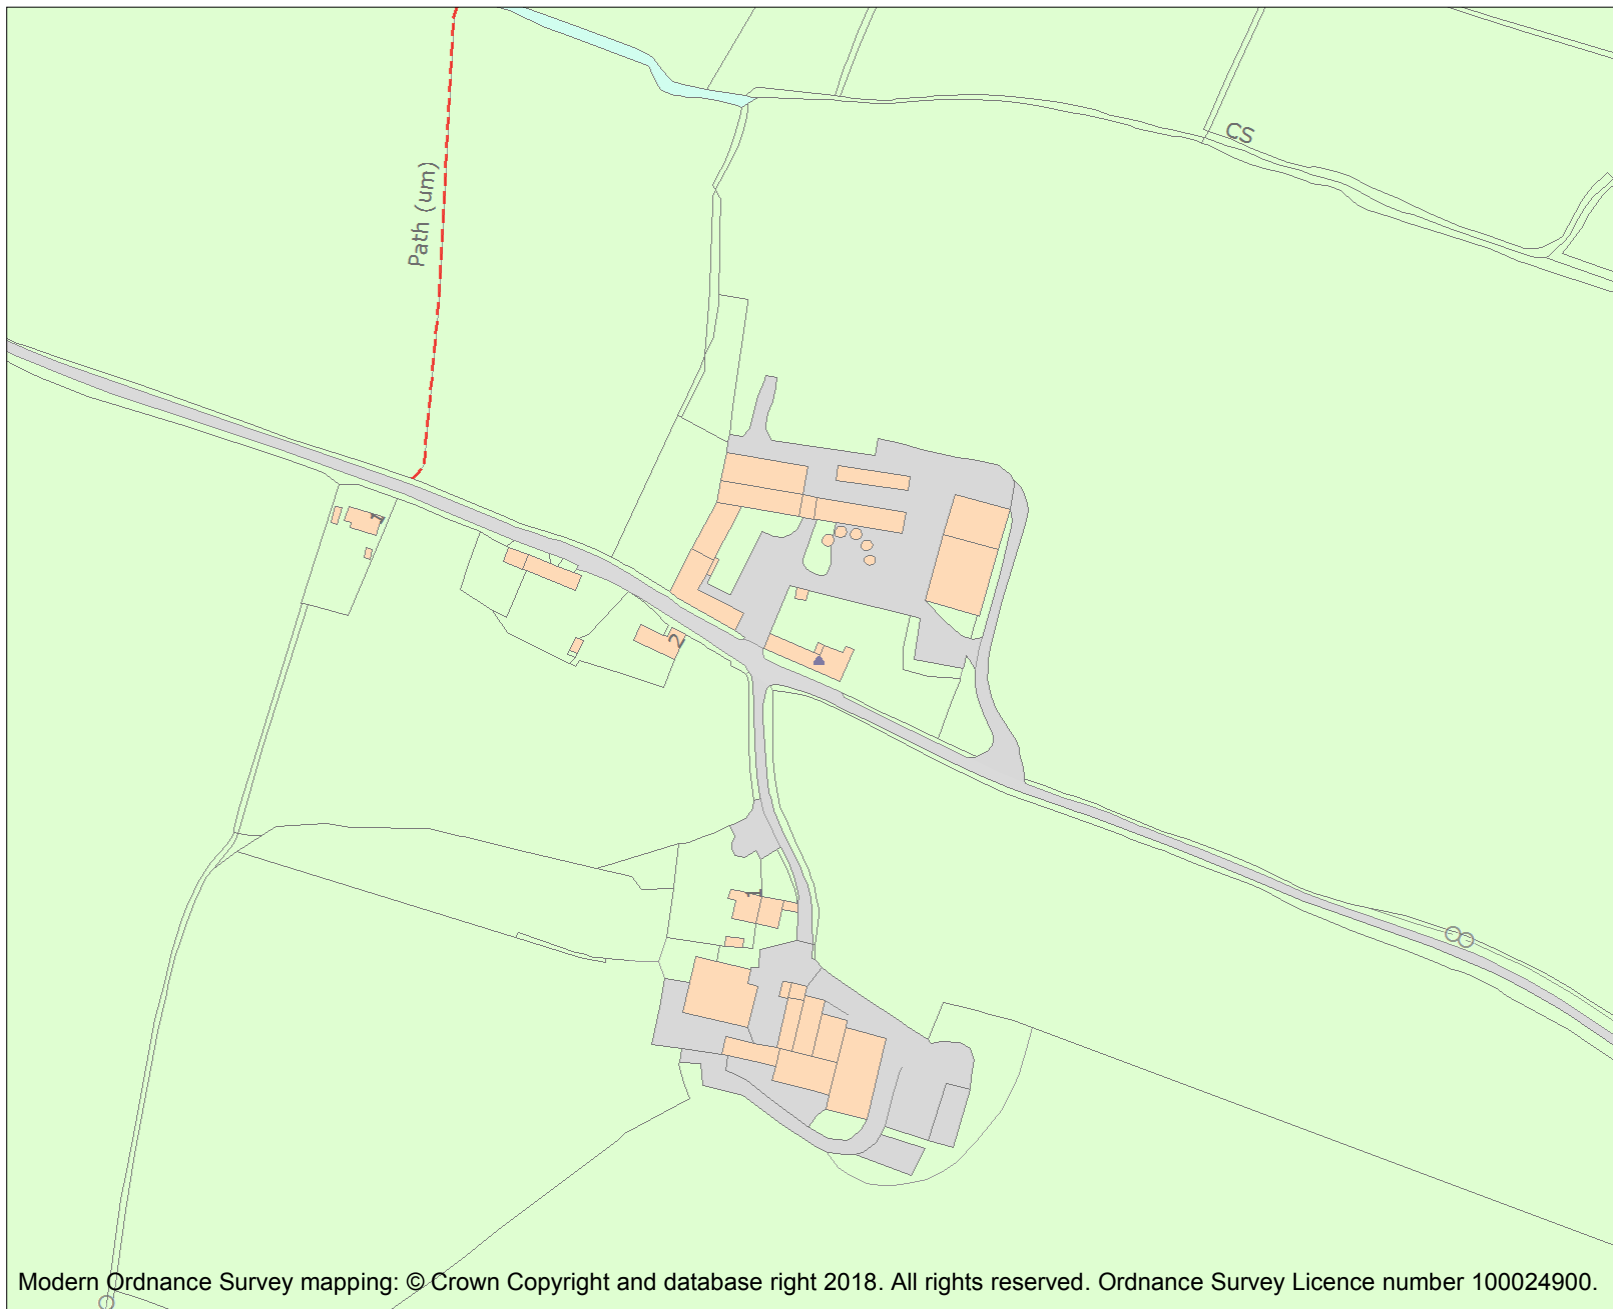 CS
Path (um)
1
2
1
Modern Ordnance Survey mapping: © Crown Copyright and database right 2018. All rights reserved. Ordnance Survey Licence number 100024900.